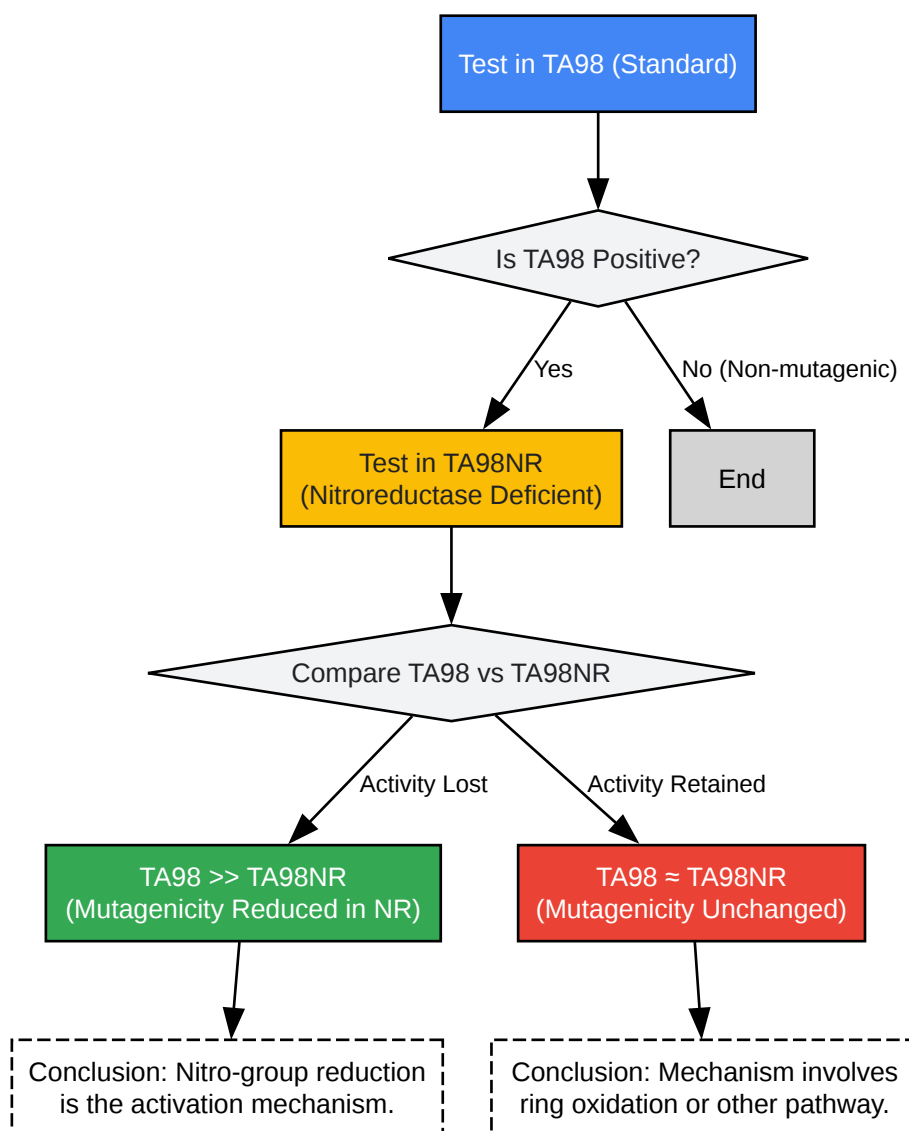 Test in TA98 (Standard)
Is TA98 Positive?
Yes
No (Non-mutagenic)
Test in TA98NR
(Nitroreductase Deficient)
End
Compare TA98 vs TA98NR
Activity Lost
Activity Retained
TA98 >> TA98NR
(Mutagenicity Reduced in NR)
TA98 ≈ TA98NR
(Mutagenicity Unchanged)
Conclusion: Nitro-group reduction
is the activation mechanism.
Conclusion: Mechanism involves
ring oxidation or other pathway.